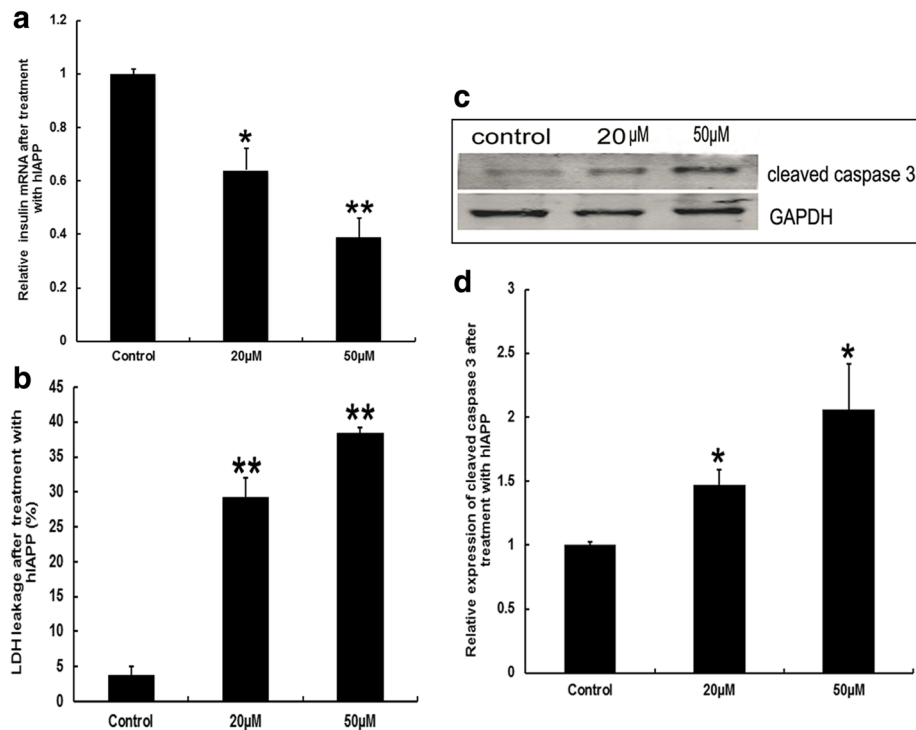 a
Relative insulin mRNA after treatment
with hIAPP
1.2
1
0.8
0.6
0.4
0.2
0
*
**
Control 20µM 50µM
b
LDH leakage after treatment with
hIAPP (%)
45
40
35
30
25
20
15
10
5
0
**
**
Control 20µM 50µM
c
control 20 µM 50µM
cleaved caspase 3
GAPDH
d
Relative expression of cleaved caspase 3 after
treatment with hIAPP
3
2.5
2
1.5
1
0.5
0
*
*
Control 20µM 50µM